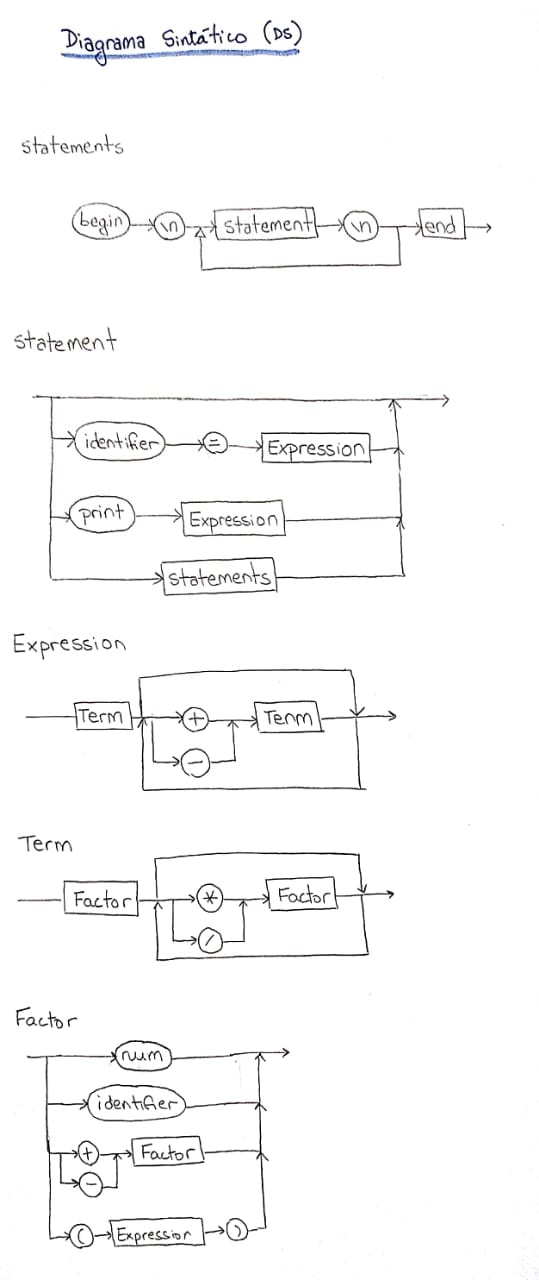 Diagrama Sintático (DS)
statements
begin \n statement \n end
statement
identifier = Expression
print Expression
statements
Expression
Term + Term
-
Term
Factor * Factor
/
Factor
num
identifier
+ Factor
-
( Expression )